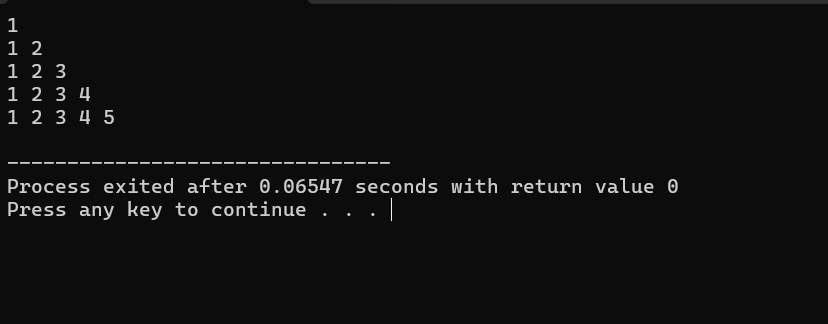 1
1 2
1 2 3
1 2 3 4
1 2 3 4 5
--------------------------------
Process exited after 0.06547 seconds with return value 0
Press any key to continue . . .